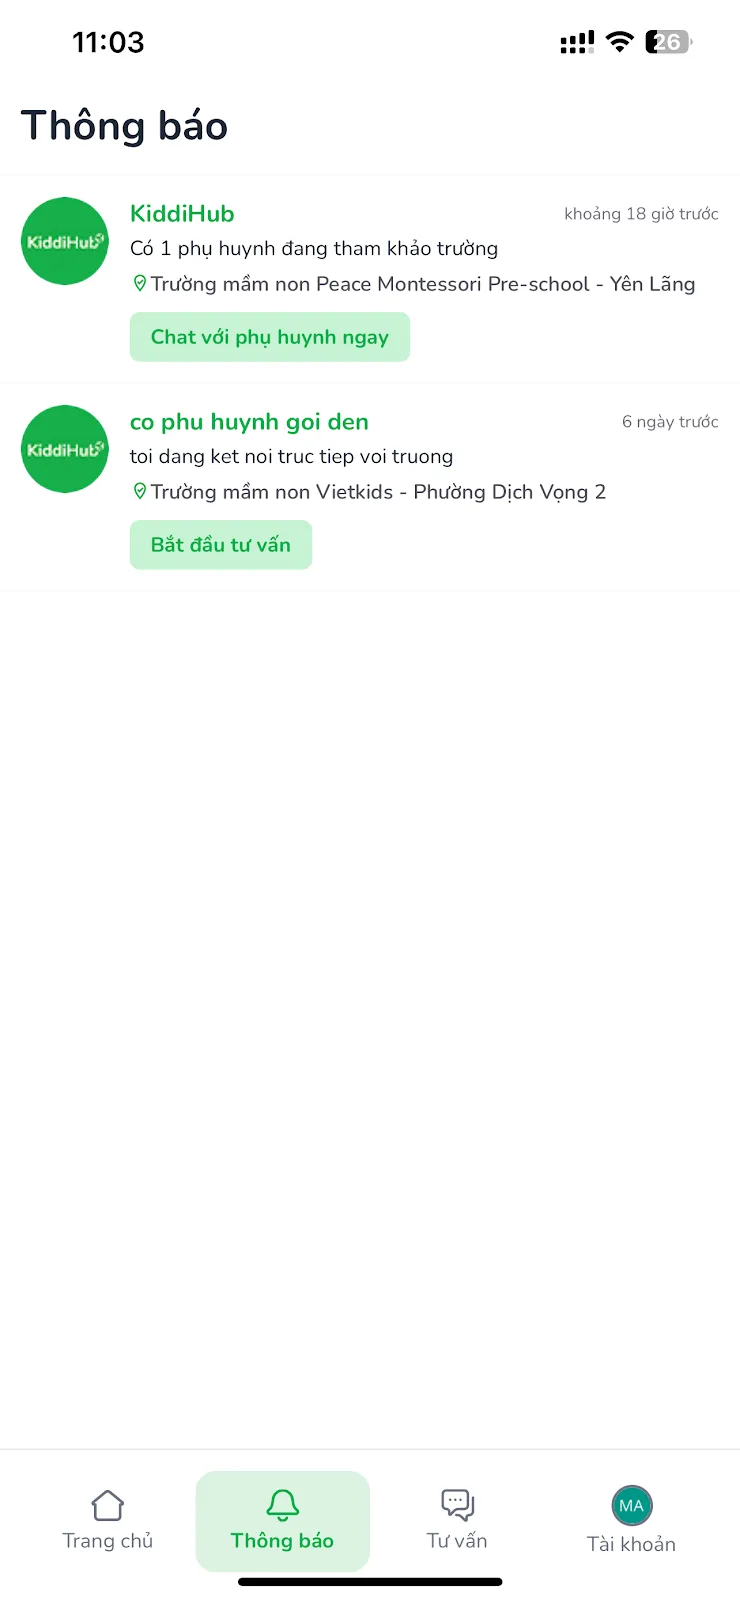 11:03
26
Thông báo
KiddiHub
KiddiHub
khoảng 18 giờ trước
Có 1 phụ huynh đang tham khảo trường
Trường mầm non Peace Montessori Pre-school - Yên Lãng
Chat với phụ huynh ngay
KiddiHub
co phu huynh goi den
6 ngày trước
toi dang ket noi truc tiep voi truong
Trường mầm non Vietkids - Phường Dịch Vọng 2
Bắt đầu tư vấn
Trang chủ
Thông báo
Tư vấn
MA
Tài khoản